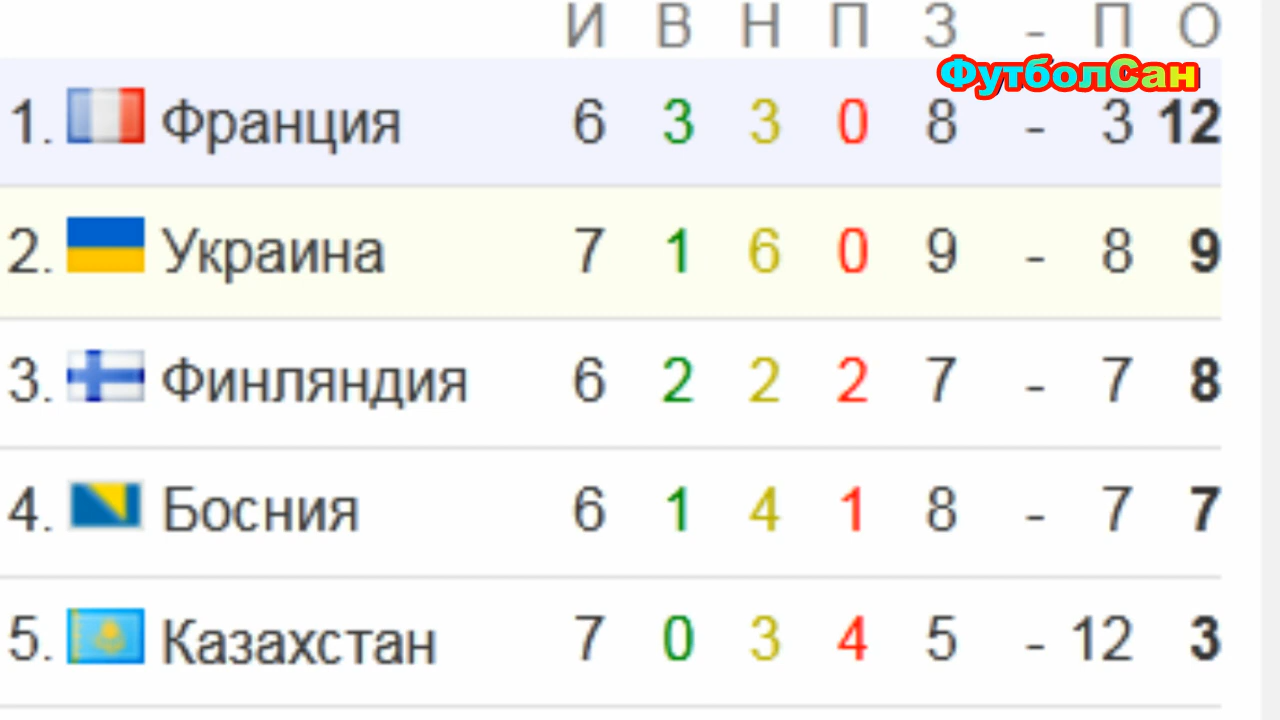 И В Н П З - П О
ФутболСан
1. Франция 6 3 3 0 8 - 3 12
2. Украина 7 1 6 0 9 - 8 9
3. Финляндия 6 2 2 2 7 - 7 8
4. Босния 6 1 4 1 8 - 7 7
5. Казахстан 7 0 3 4 5 - 12 3